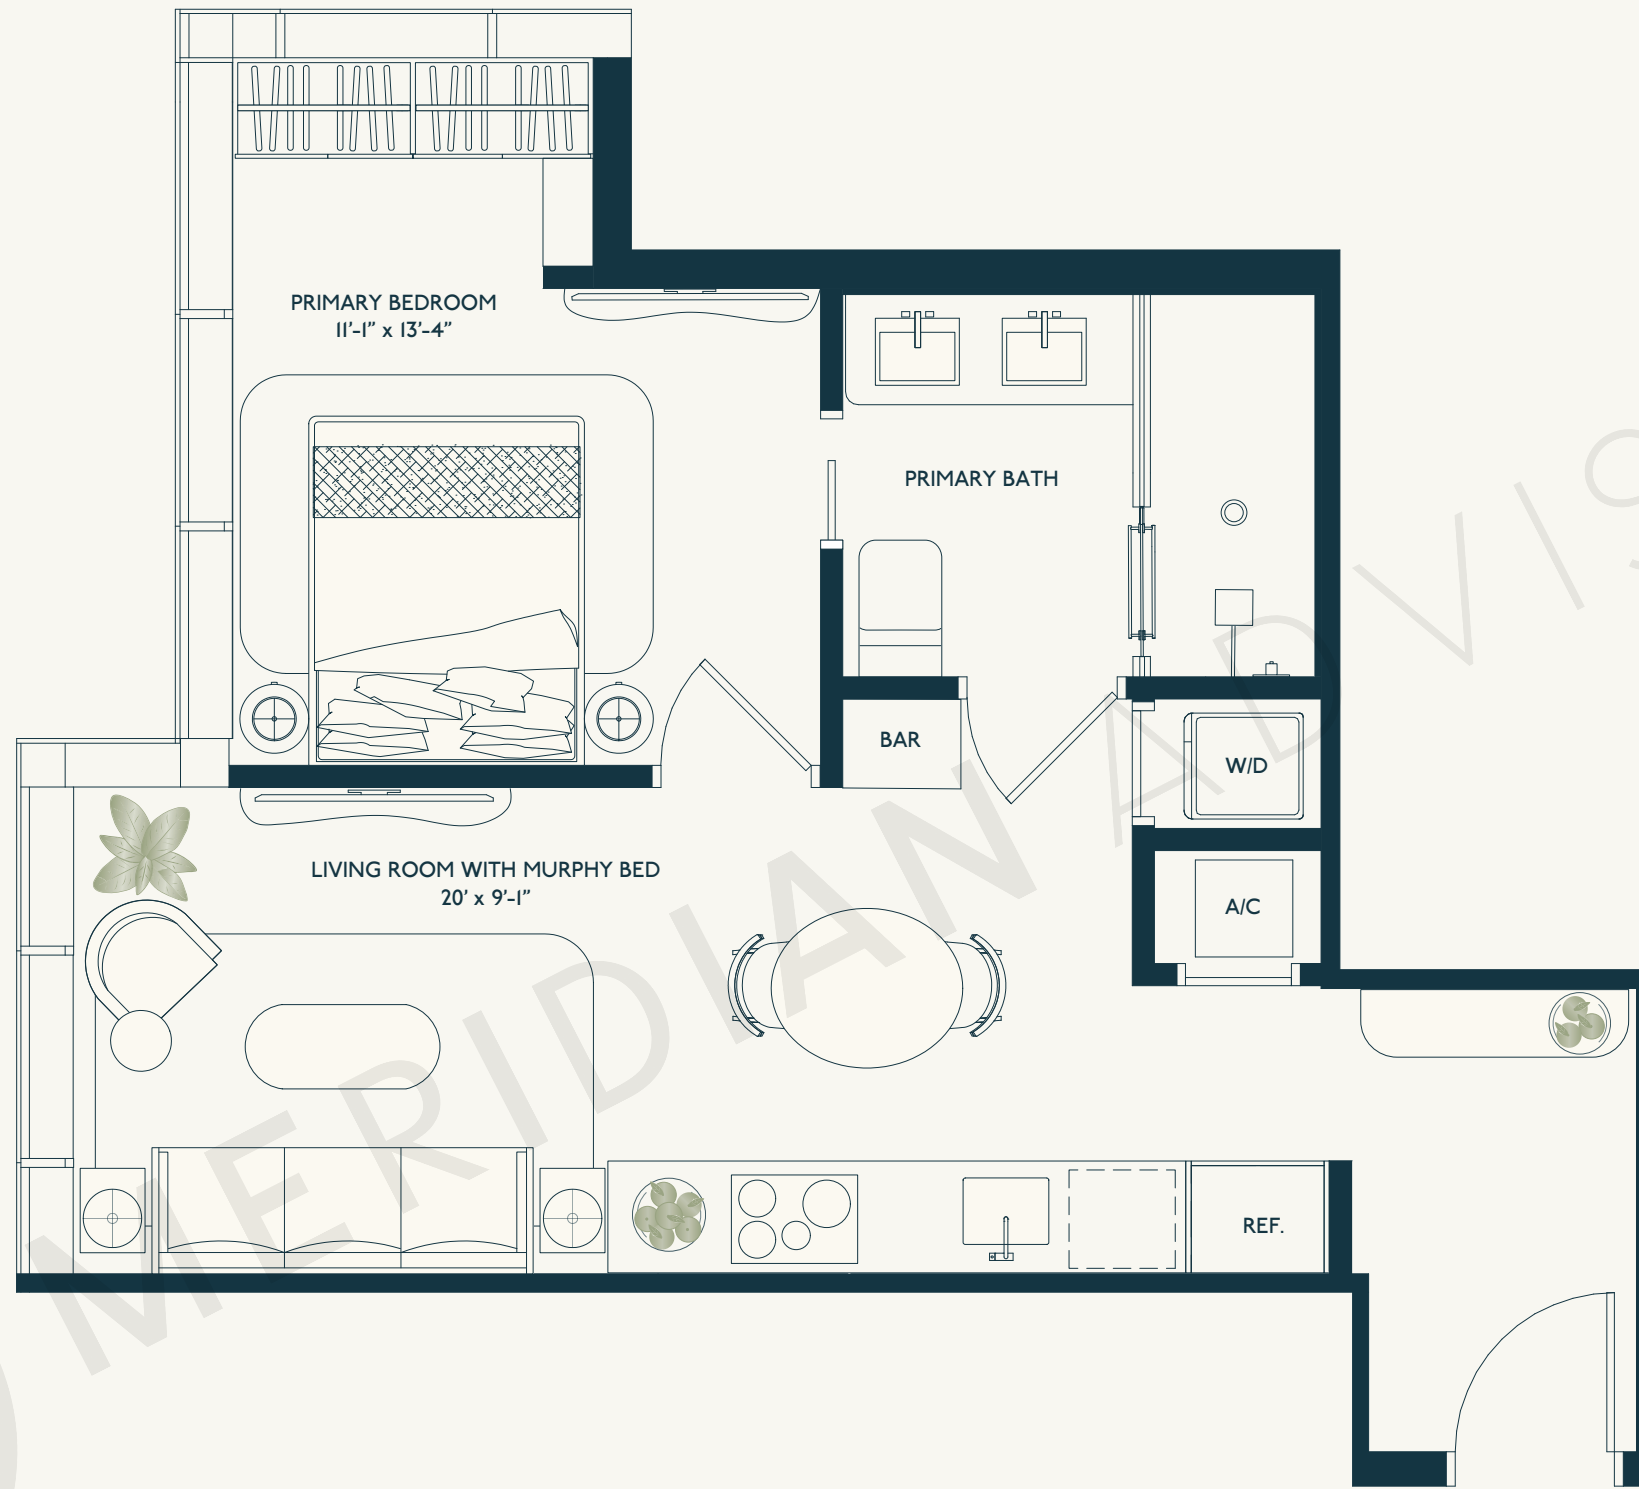 PRIMARY BEDROOM
11'-1" x 13'-4"
PRIMARY BATH
BAR
W/D
LIVING ROOM WITH MURPHY BED
20' x 9'-1"
A/C
REF.
MERIDIAN ADVIS